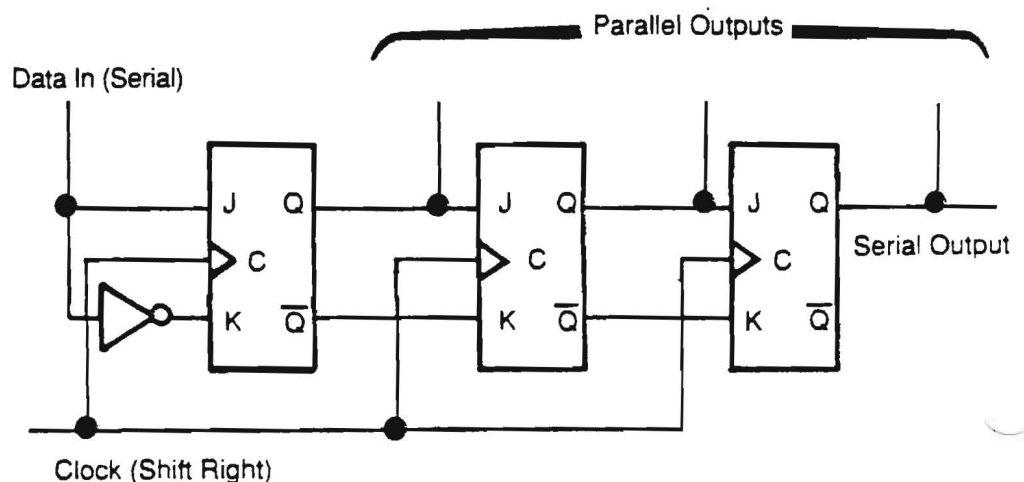 Parallel Outputs
Data In (Serial)
J Q J Q J Q
C C C
Serial Output
K Q̅ K Q̅ K Q̅
Clock (Shift Right)